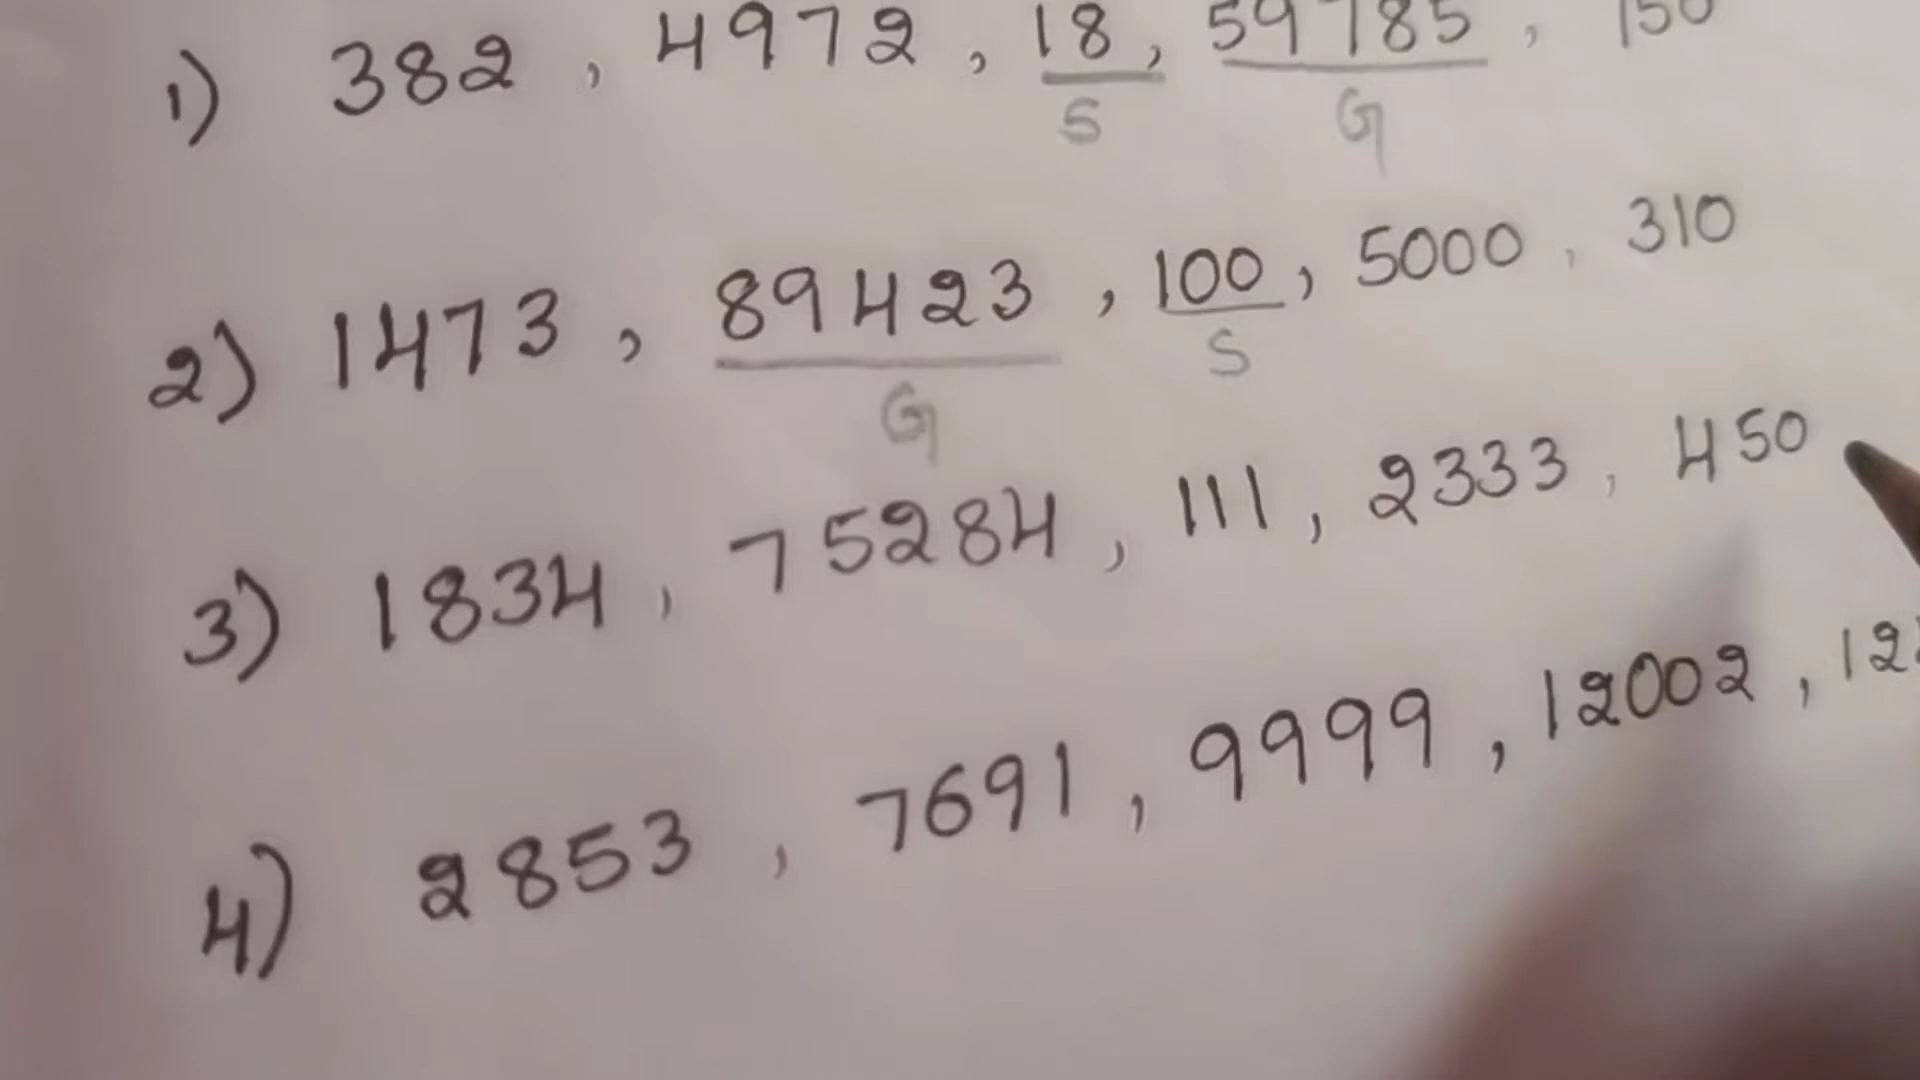 1) 382 , 4972 , 18 , 59785 , 150
S G
2) 1473 , 89423 , 100 , 5000 , 310
G S
3) 1834 , 75284 , 111 , 2333 , 450
4) 2853 , 7691 , 9999 , 12002 ,